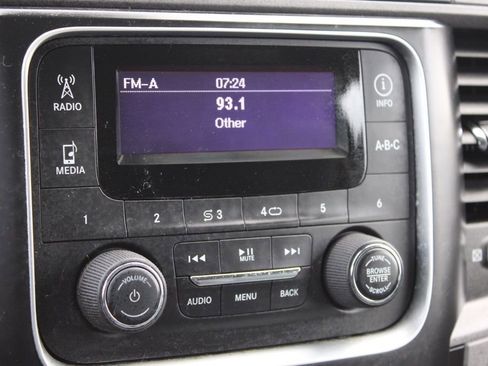 FM-A 07:24
93.1
Other
RADIO
INFO
MEDIA
A•B•C
1 2 3 4 5 6
MUTE
VOLUME
AUDIO MENU BACK
TUNE
BROWSE
ENTER
SCROLL